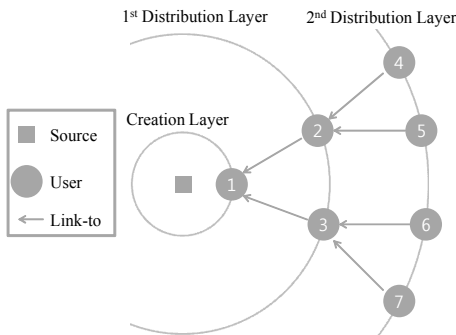 1st Distribution Layer
2nd Distribution Layer
4
Creation Layer
2
5
Source
User
1
Link-to
3
6
7